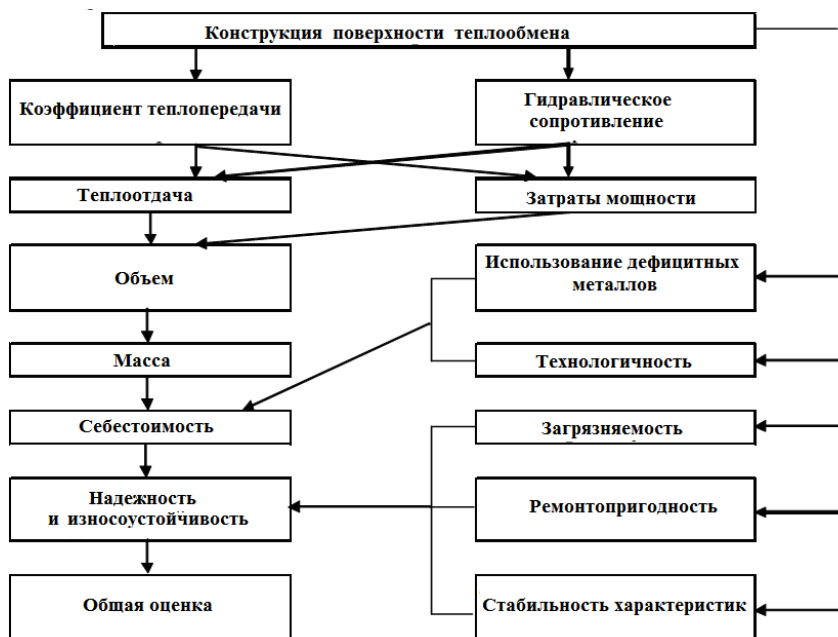 Конструкция поверхности теплообмена
Коэффициент теплопередачи
Гидравлическое
сопротивление
Теплоотдача
Затраты мощности
Объем
Использование дефицитных
металлов
Масса
Технологичность
Себестоимость
Загрязняемость
Надежность
и износоустойчивость
Ремонтопригодность
Общая оценка
Стабильность характеристик